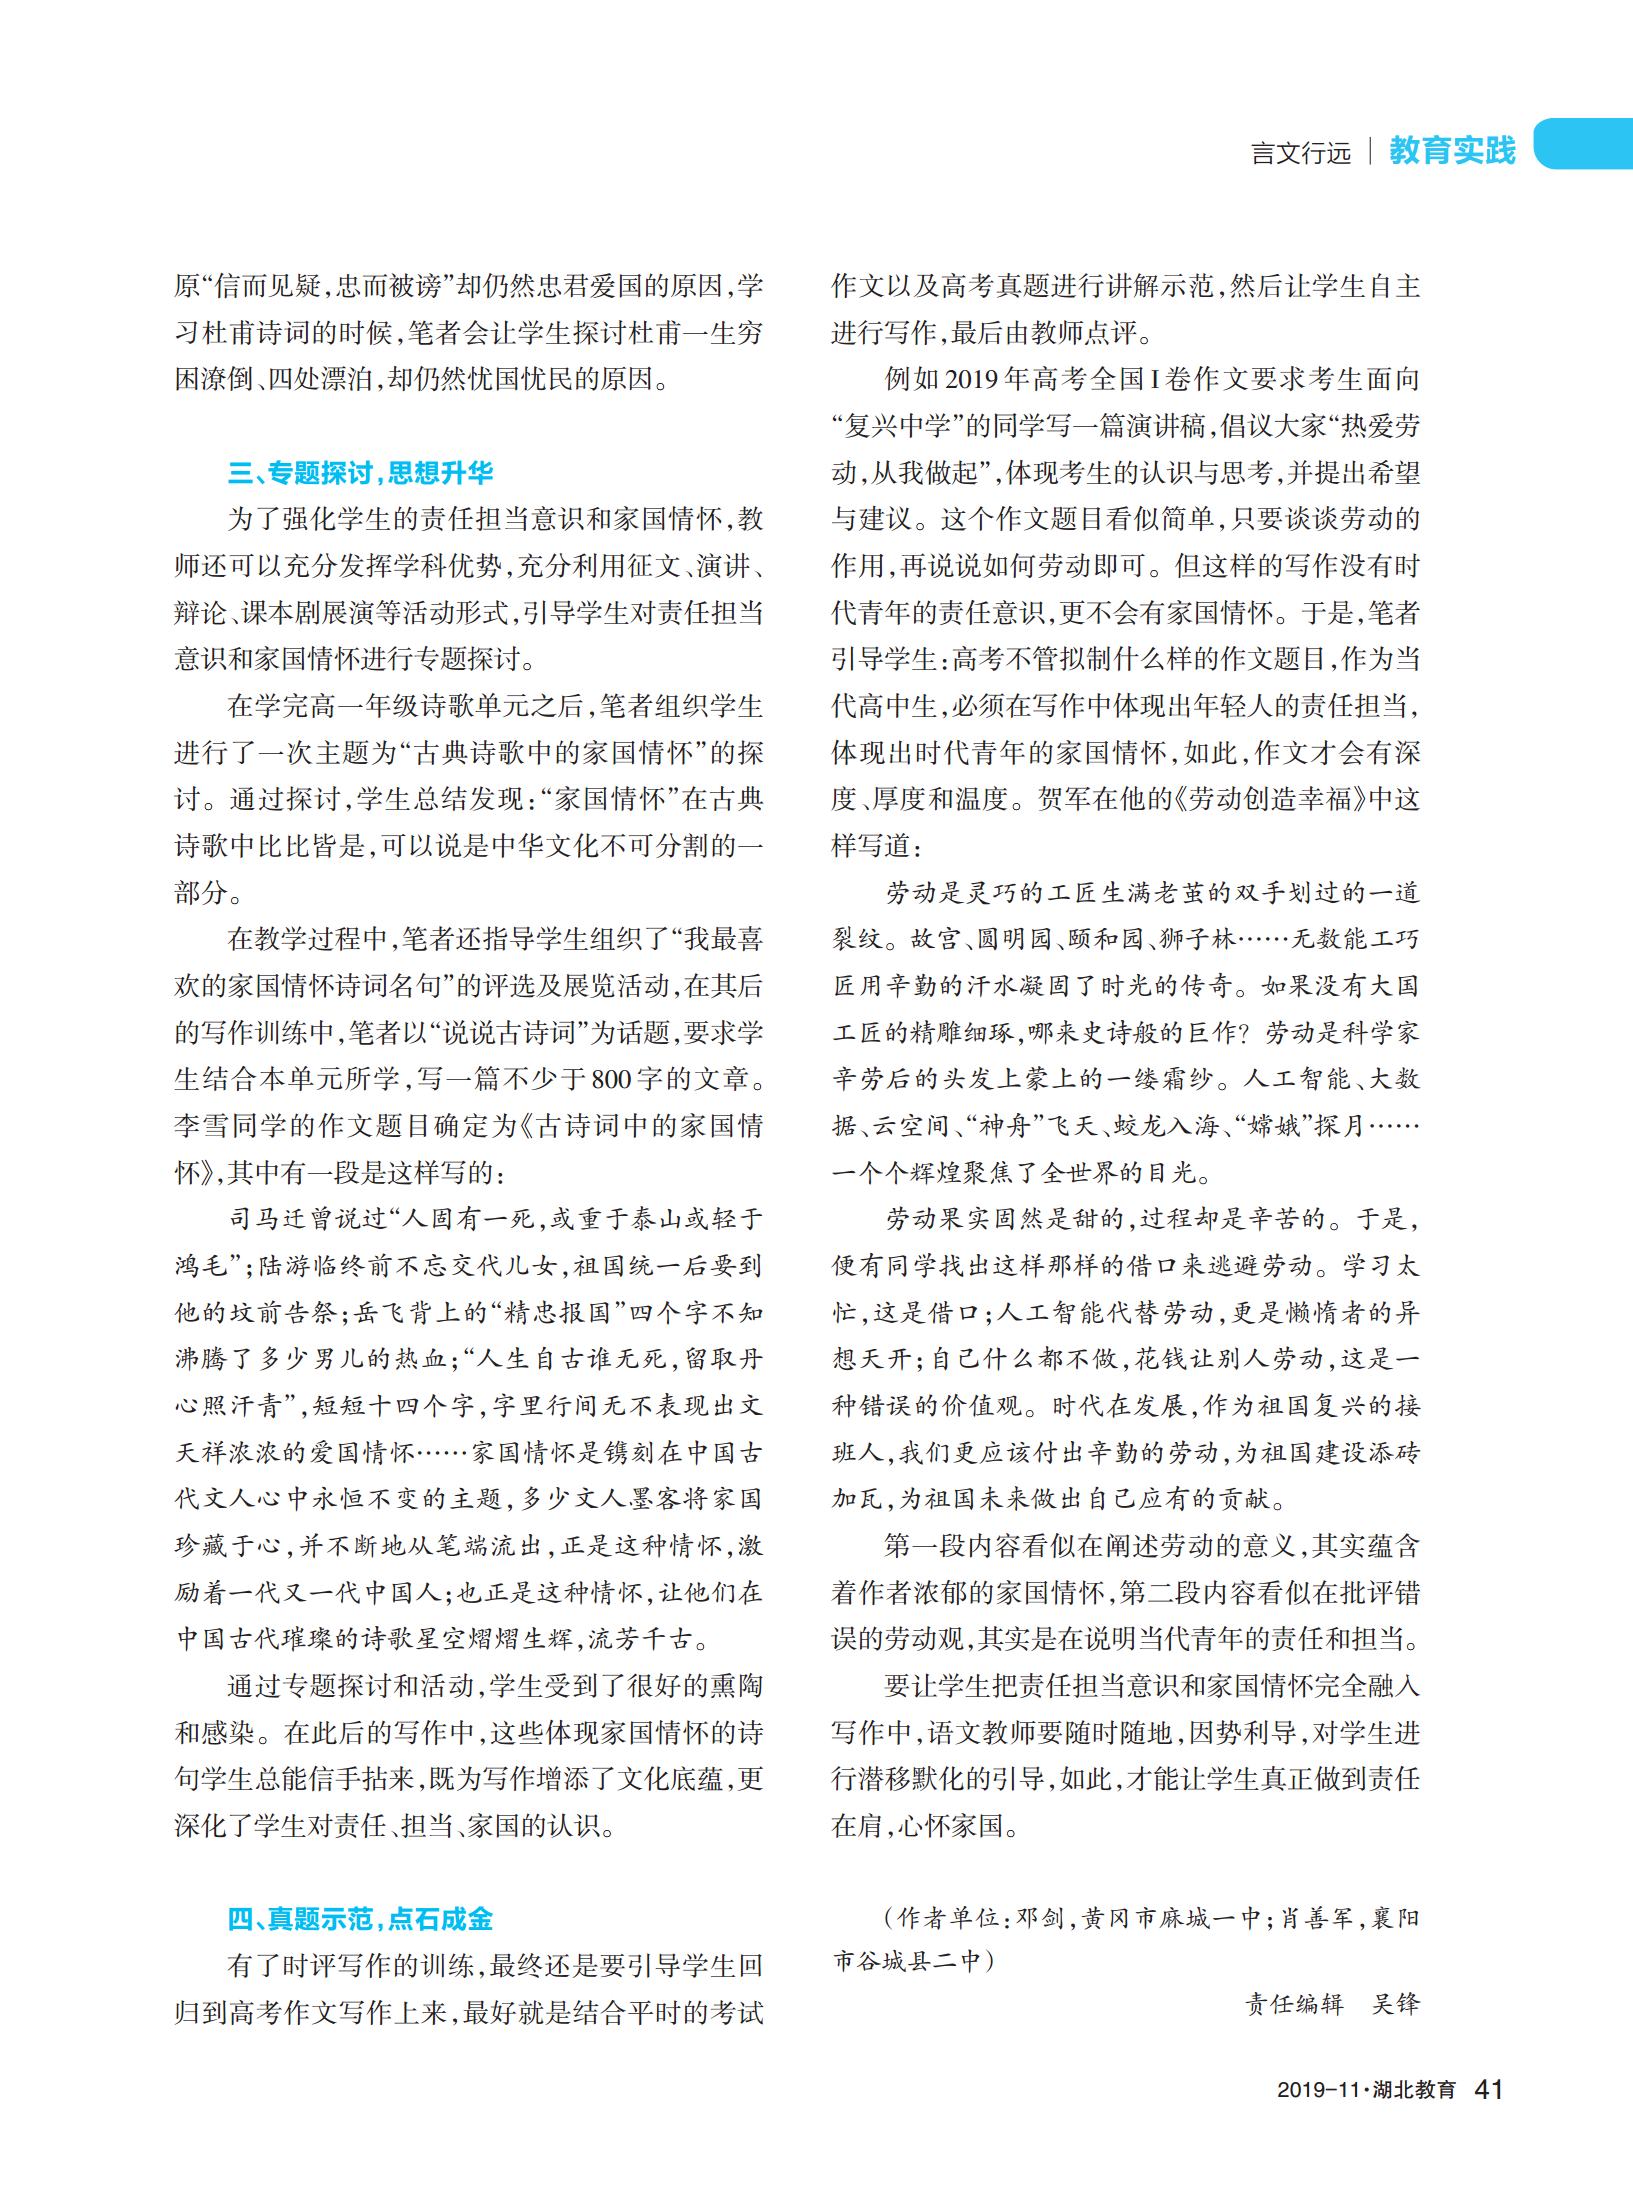 言文行远 | 教育实践
原“信而见疑，忠而被谤”却仍然忠君爱国的原因，学
习杜甫诗词的时候，笔者会让学生探讨杜甫一生穷
困潦倒、四处漂泊，却仍然忧国忧民的原因。
三、专题探讨，思想升华
为了强化学生的责任担当意识和家国情怀，教
师还可以充分发挥学科优势，充分利用征文、演讲、
辩论、课本剧展演等活动形式，引导学生对责任担当
意识和家国情怀进行专题探讨。
在学完高一年级诗歌单元之后，笔者组织学生
进行了一次主题为“古典诗歌中的家国情怀”的探
讨。通过探讨，学生总结发现：“家国情怀”在古典
诗歌中比比皆是，可以说是中华文化不可分割的一
部分。
在教学过程中，笔者还指导学生组织了“我最喜
欢的家国情怀诗词名句”的评选及展览活动，在其后
的写作训练中，笔者以“说说古诗词”为话题，要求学
生结合本单元所学，写一篇不少于800字的文章。
李雪同学的作文题目确定为《古诗词中的家国情
怀》，其中有一段是这样写的：
司马迁曾说过“人固有一死，或重于泰山或轻于
鸿毛”；陆游临终前不忘交代儿女，祖国统一后要到
他的坟前告祭；岳飞背上的“精忠报国”四个字不知
沸腾了多少男儿的热血；“人生自古谁无死，留取丹
心照汗青”，短短十四个字，字里行间无不表现出文
天祥浓浓的爱国情怀……家国情怀是镌刻在中国古
代文人心中永恒不变的主题，多少文人墨客将家国
珍藏于心，并不断地从笔端流出，正是这种情怀，激
励着一代又一代中国人；也正是这种情怀，让他们在
中国古代璀璨的诗歌星空熠熠生辉，流芳千古。
通过专题探讨和活动，学生受到了很好的熏陶
和感染。在此后的写作中，这些体现家国情怀的诗
句学生总能信手拈来，既为写作增添了文化底蕴，更
深化了学生对责任、担当、家国的认识。
四、真题示范，点石成金
有了时评写作的训练，最终还是要引导学生回
归到高考作文写作上来，最好就是结合平时的考试
作文以及高考真题进行讲解示范，然后让学生自主
进行写作，最后由教师点评。
例如2019年高考全国I卷作文要求考生面向
“复兴中学”的同学写一篇演讲稿，倡议大家“热爱劳
动，从我做起”，体现考生的认识与思考，并提出希望
与建议。这个作文题目看似简单，只要谈谈劳动的
作用，再说说如何劳动即可。但这样的写作没有时
代青年的责任意识，更不会有家国情怀。于是，笔者
引导学生：高考不管拟制什么样的作文题目，作为当
代高中生，必须在写作中体现出年轻人的责任担当，
体现出时代青年的家国情怀，如此，作文才会有深
度、厚度和温度。贺军在他的《劳动创造幸福》中这
样写道：
劳动是灵巧的工匠生满老茧的双手划过的一道
裂纹。故宫、圆明园、颐和园、狮子林……无数能工巧
匠用辛勤的汗水凝固了时光的传奇。如果没有大国
工匠的精雕细琢，哪来史诗般的巨作？劳动是科学家
辛劳后的头发上蒙上的一缕霜纱。人工智能、大数
据、云空间、“神舟”飞天、蛟龙入海、“嫦娥”探月……
一个个辉煌聚焦了全世界的目光。
劳动果实固然是甜的，过程却是辛苦的。于是，
便有同学找出这样那样的借口来逃避劳动。学习太
忙，这是借口；人工智能代替劳动，更是懒惰者的异
想天开；自己什么都不做，花钱让别人劳动，这是一
种错误的价值观。时代在发展，作为祖国复兴的接
班人，我们更应该付出辛勤的劳动，为祖国建设添砖
加瓦，为祖国未来做出自己应有的贡献。
第一段内容看似在阐述劳动的意义，其实蕴含
着作者浓郁的家国情怀，第二段内容看似在批评错
误的劳动观，其实是在说明当代青年的责任和担当。
要让学生把责任担当意识和家国情怀完全融入
写作中，语文教师要随时随地，因势利导，对学生进
行潜移默化的引导，如此，才能让学生真正做到责任
在肩，心怀家国。
（作者单位：邓剑，黄冈市麻城一中；肖善军，襄阳
市谷城县二中）
责任编辑 吴锋
2019-11·湖北教育 41